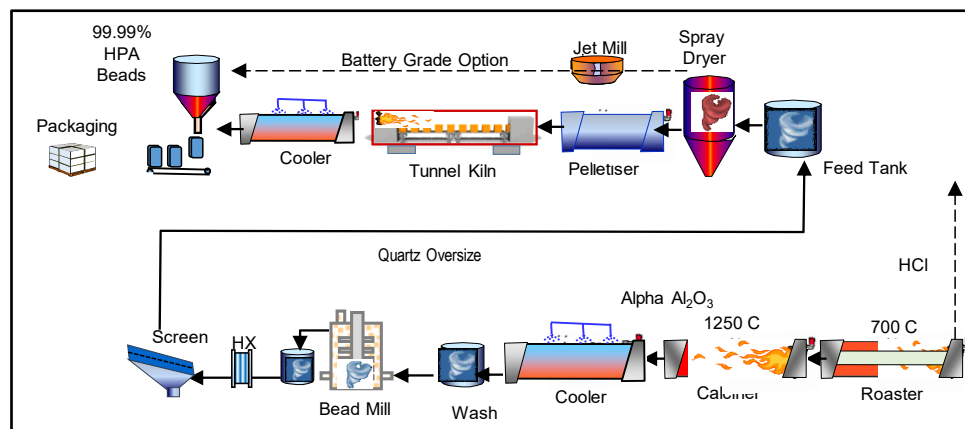 99.99%
HPA
Beads
Battery Grade Option
Jet Mill
Spray
Dryer
Packaging
Cooler
Tunnel Kiln
Pelletiser
Feed Tank
Quartz Oversize
HCl
Alpha Al₂O₃
1250 C
700 C
Screen
HX
Bead Mill
Wash
Cooler
Calciner
Roaster